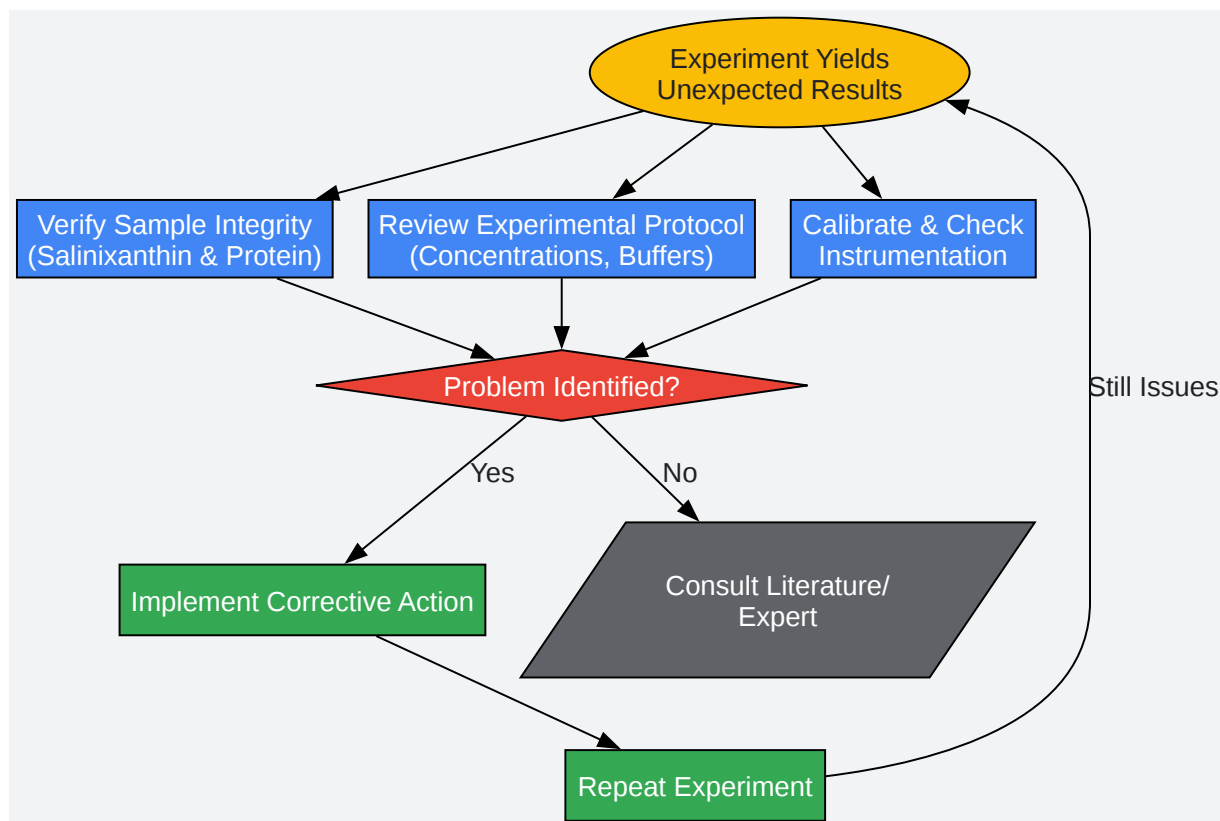 Experiment Yields
Unexpected Results
Verify Sample Integrity
(Salinixanthin & Protein)
Review Experimental Protocol
(Concentrations, Buffers)
Calibrate & Check
Instrumentation
Problem Identified?
Still Issues
Yes
No
Implement Corrective Action
Consult Literature/
Expert
Repeat Experiment